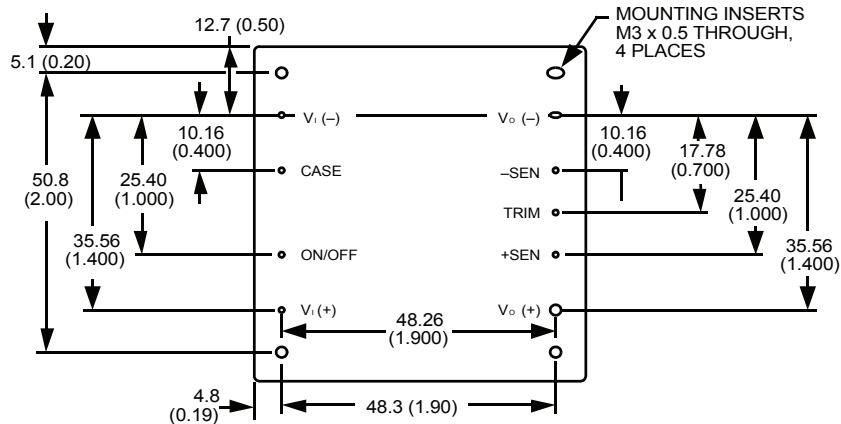 12.7 (0.50)
MOUNTING INSERTS
M3 x 0.5 THROUGH,
4 PLACES
5.1 (0.20)
VI (–)
VO (–)
10.16
(0.400)
10.16
(0.400)
17.78
(0.700)
CASE
–SEN
50.8
(2.00)
25.40
(1.000)
25.40
(1.000)
TRIM
35.56
(1.400)
35.56
(1.400)
ON/OFF
+SEN
VI (+)
VO (+)
48.26
(1.900)
4.8
(0.19)
48.3 (1.90)